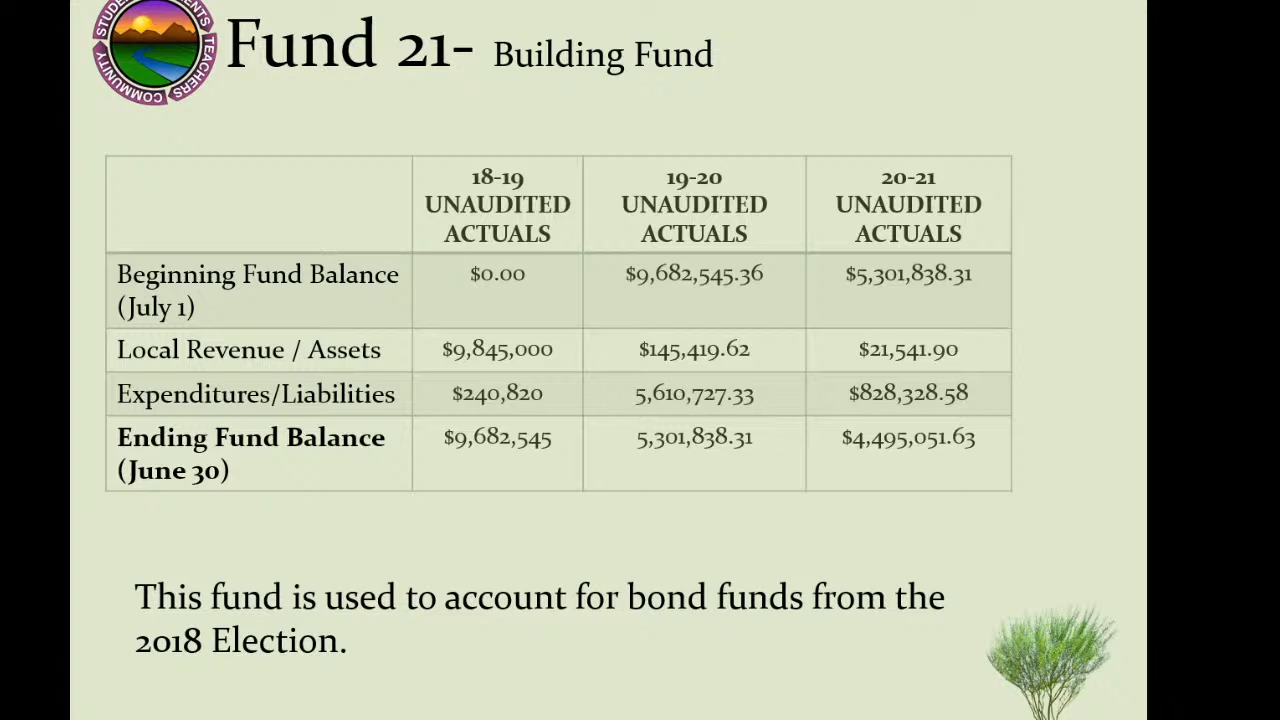 STUDENTS PARENTS TEACHERS COMMUNITY
Fund 21- Building Fund
18-19 UNAUDITED ACTUALS
19-20 UNAUDITED ACTUALS
20-21 UNAUDITED ACTUALS
Beginning Fund Balance (July 1)
$0.00
$9,682,545.36
$5,301,838.31
Local Revenue / Assets
$9,845,000
$145,419.62
$21,541.90
Expenditures/Liabilities
$240,820
5,610,727.33
$828,328.58
Ending Fund Balance (June 30)
$9,682,545
5,301,838.31
$4,495,051.63
This fund is used to account for bond funds from the
2018 Election.